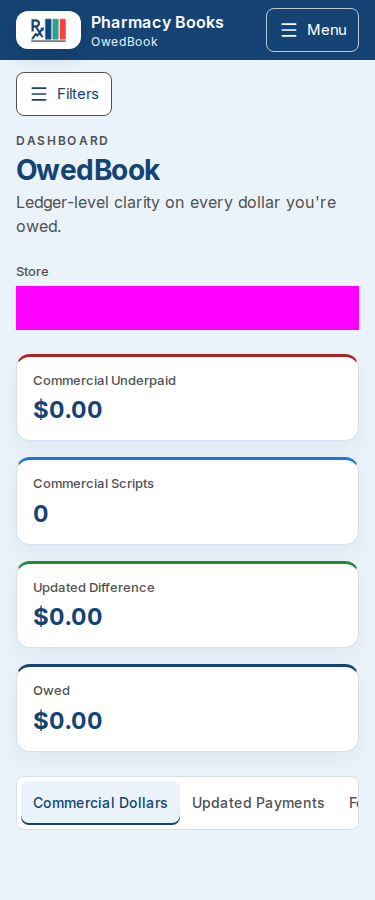 Pharmacy Books
OwedBook
Menu
Filters
DASHBOARD
OwedBook
Ledger-level clarity on every dollar you're
owed.
Store
Commercial Underpaid
$0.00
Commercial Scripts
0
Updated Difference
$0.00
Owed
$0.00
Commercial Dollars
Updated Payments